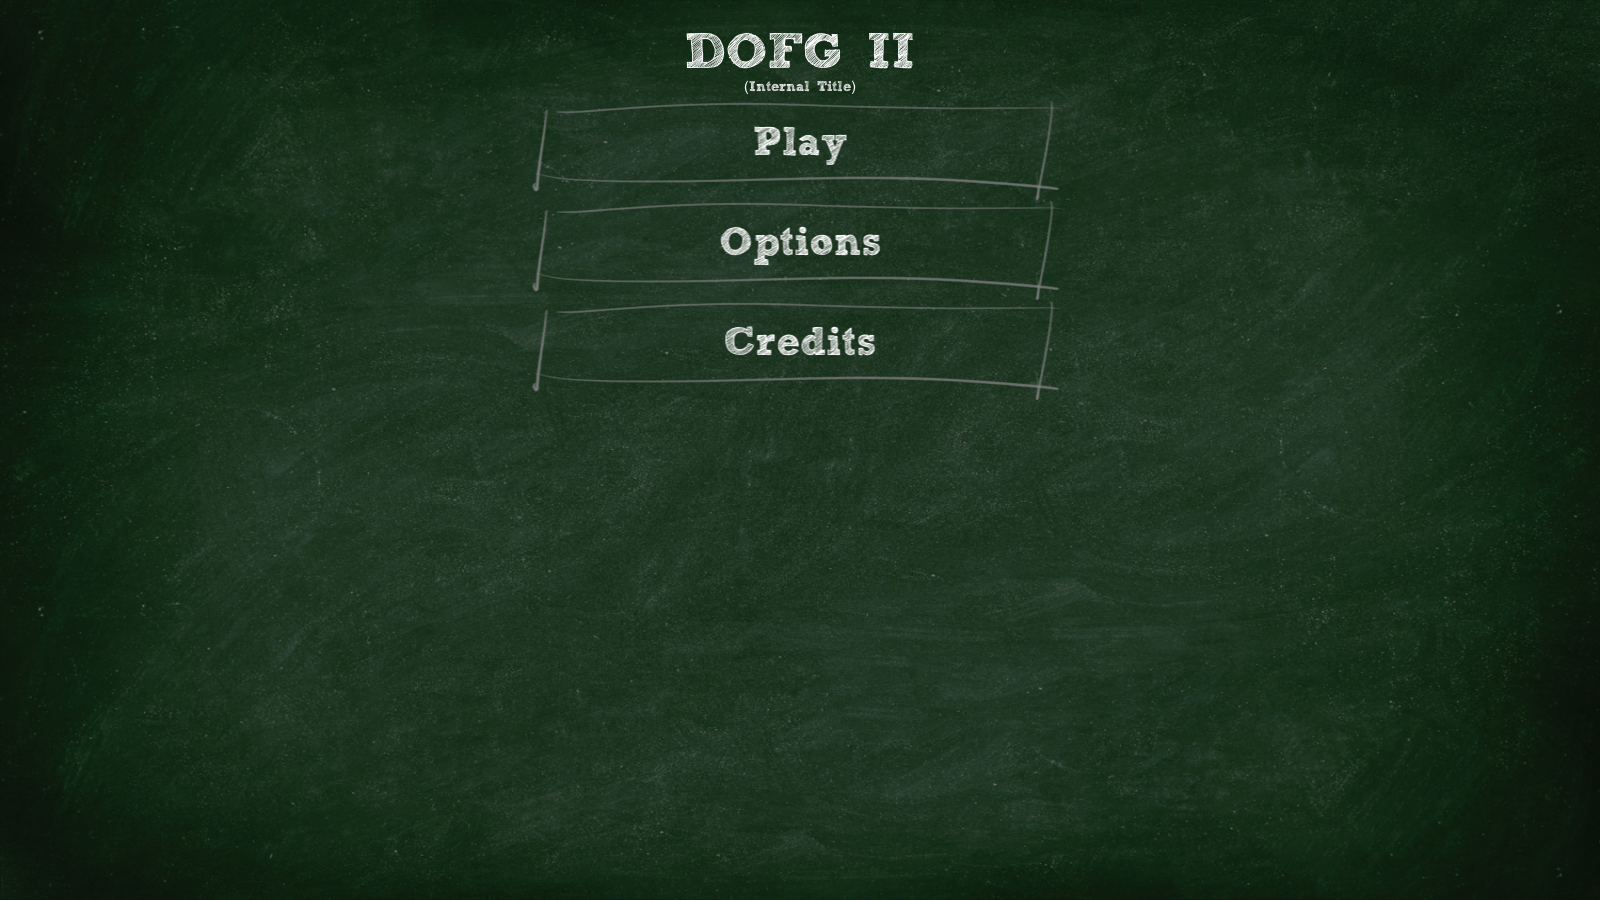 DOFG II
(Internal Title)
Play
Options
Credits